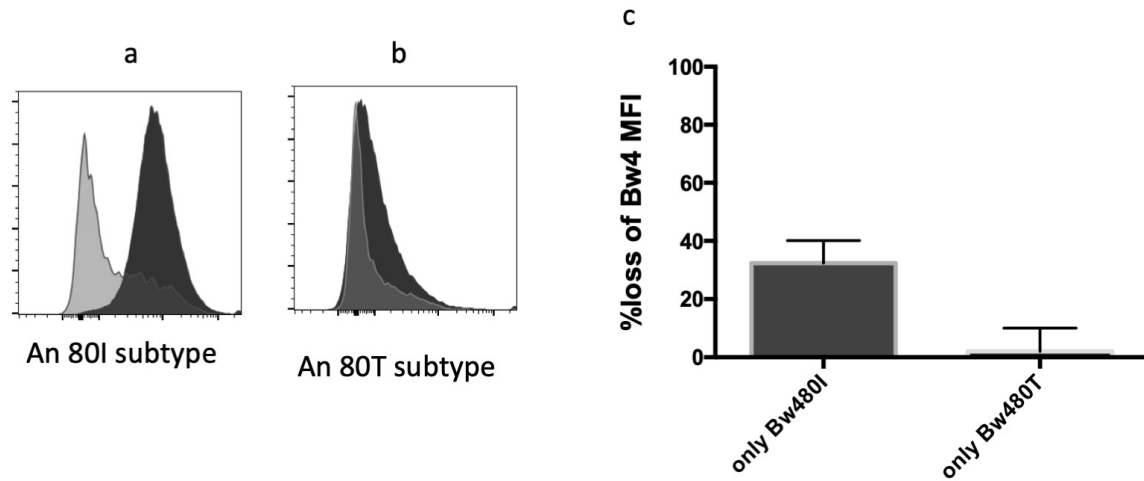 a
b
c
An 80I subtype
An 80T subtype
%loss of Bw4 MFI
100
80
60
40
20
0
only Bw480I
only Bw480T